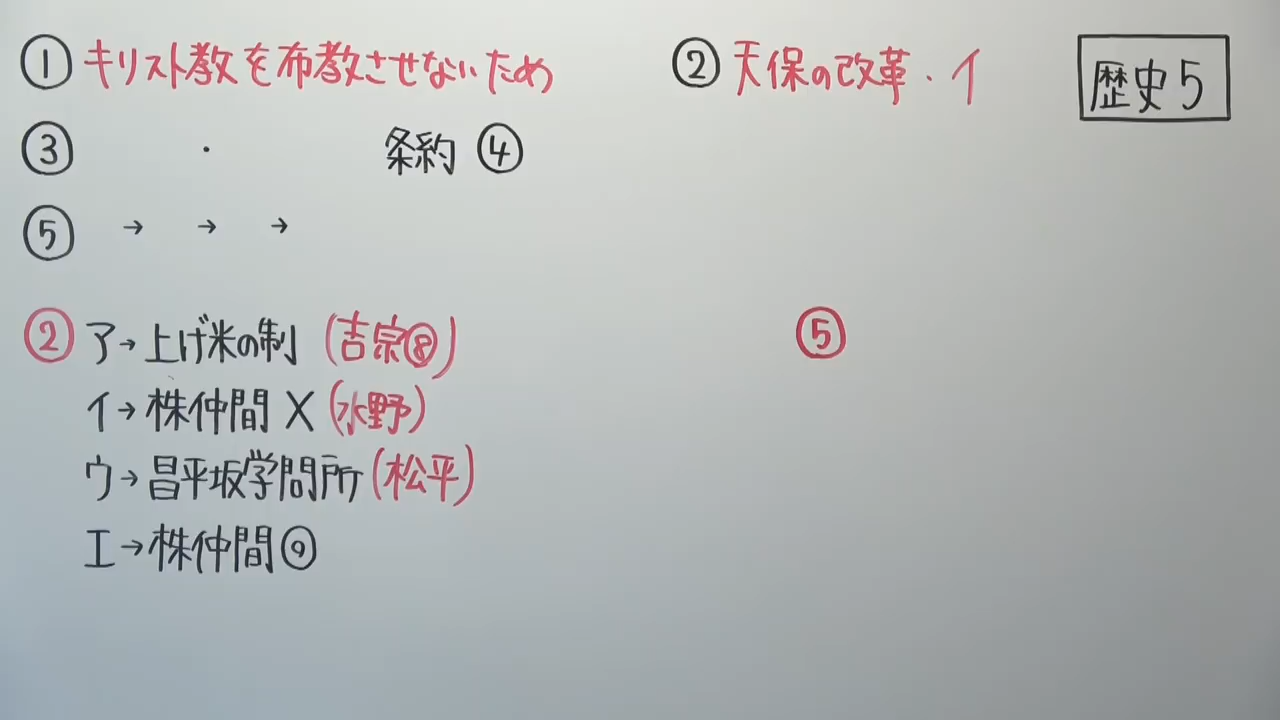 ① キリスト教を布教させないため ② 天保の改革・イ 歴史5
③ ・ 条約 ④
⑤ → → →
② ア→上げ米の制 (吉宗⑧) ⑤
イ→株仲間 X (水野)
ウ→昌平坂学問所 (松平)
エ→株仲間◎